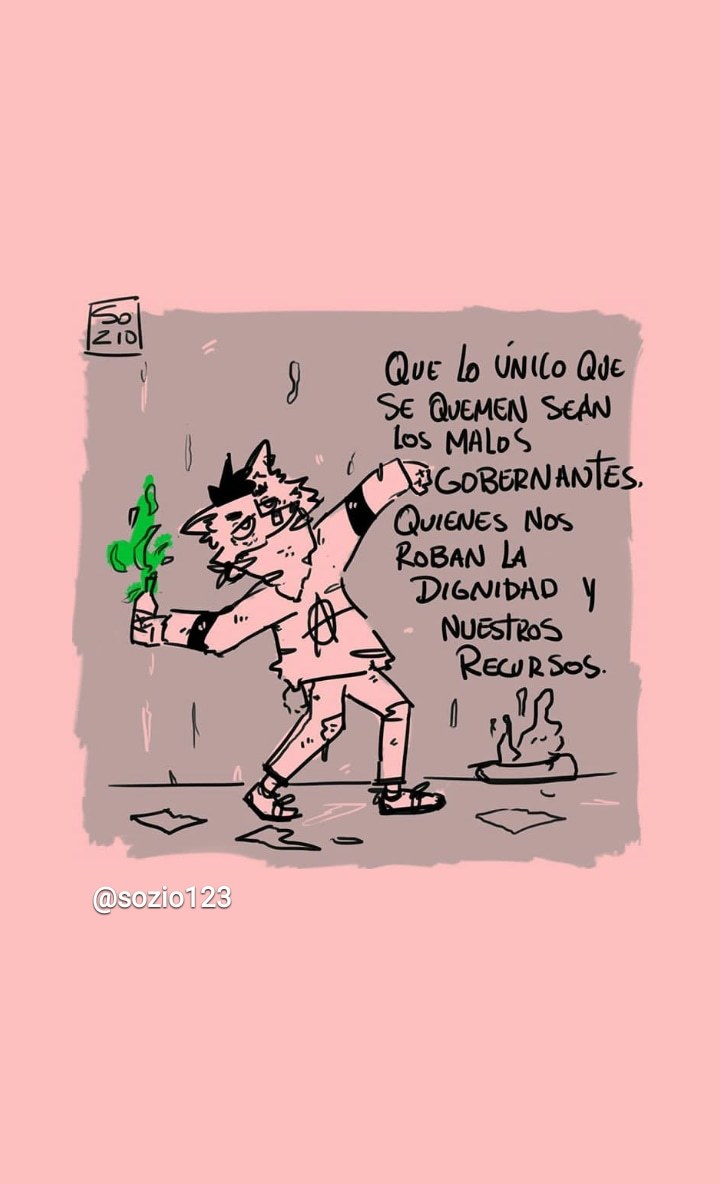 SO
ZIO
QUE LO ÚNICO QUE
SE QUEMEN SEAN
LOS MALOS
GOBERNANTES.
QUIENES NOS
ROBAN LA
DIGNIDAD Y
NUESTROS
RECURSOS.
@sozio123